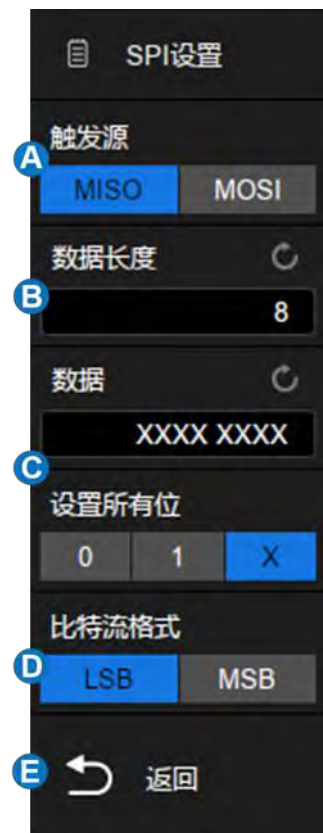 SPI设置
触发源
A
MISO MOSI
数据长度
B
8
数据
XXXX XXXX
C
设置所有位
0 1 X
比特流格式
D
LSB MSB
E
返回